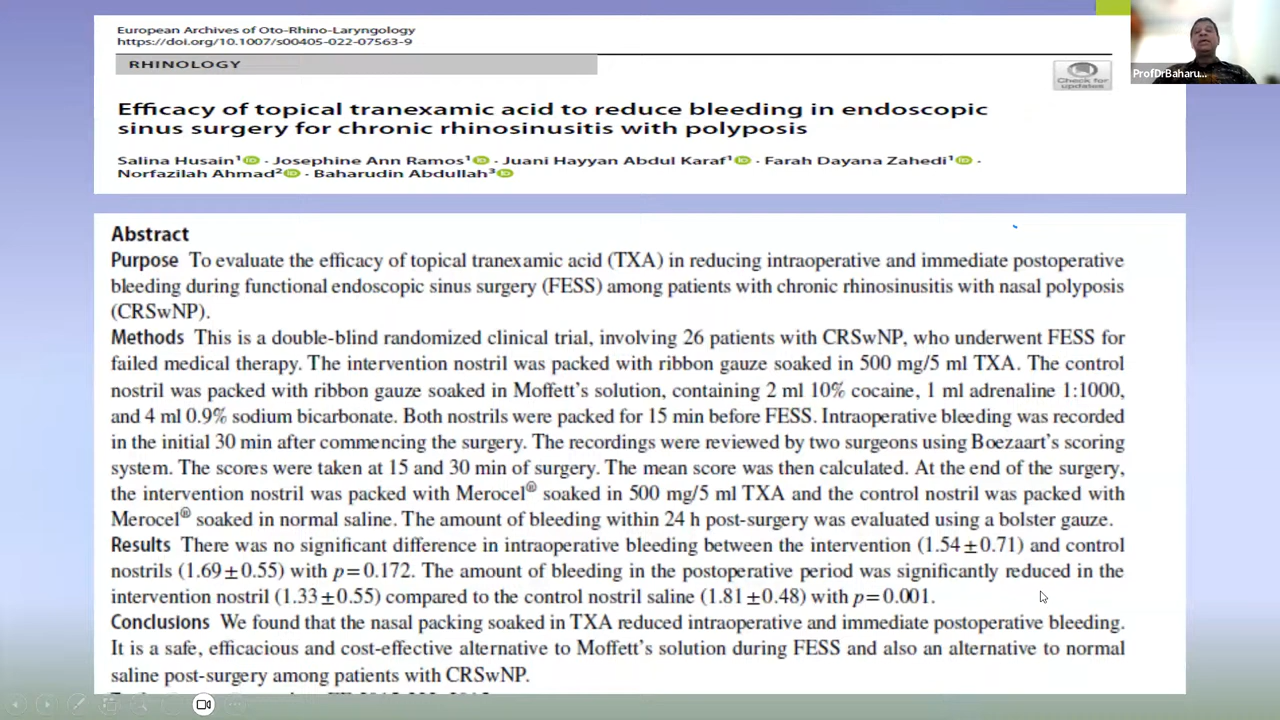 European Archives of Oto-Rhino-Laryngology
https://doi.org/10.1007/s00405-022-07563-9
RHINOLOGY
Check for
updates
ProfDrBaharu...
Efficacy of topical tranexamic acid to reduce bleeding in endoscopic
sinus surgery for chronic rhinosinusitis with polyposis
Salina Husain¹ · Josephine Ann Ramos¹ · Juani Hayyan Abdul Karaf¹ · Farah Dayana Zahedi¹ ·
Norfazilah Ahmad² · Baharudin Abdullah³
Abstract
Purpose To evaluate the efficacy of topical tranexamic acid (TXA) in reducing intraoperative and immediate postoperative
bleeding during functional endoscopic sinus surgery (FESS) among patients with chronic rhinosinusitis with nasal polyposis
(CRSwNP).
Methods This is a double-blind randomized clinical trial, involving 26 patients with CRSwNP, who underwent FESS for
failed medical therapy. The intervention nostril was packed with ribbon gauze soaked in 500 mg/5 ml TXA. The control
nostril was packed with ribbon gauze soaked in Moffett's solution, containing 2 ml 10% cocaine, 1 ml adrenaline 1:1000,
and 4 ml 0.9% sodium bicarbonate. Both nostrils were packed for 15 min before FESS. Intraoperative bleeding was recorded
in the initial 30 min after commencing the surgery. The recordings were reviewed by two surgeons using Boezaart's scoring
system. The scores were taken at 15 and 30 min of surgery. The mean score was then calculated. At the end of the surgery,
the intervention nostril was packed with Merocel® soaked in 500 mg/5 ml TXA and the control nostril was packed with
Merocel® soaked in normal saline. The amount of bleeding within 24 h post-surgery was evaluated using a bolster gauze.
Results There was no significant difference in intraoperative bleeding between the intervention (1.54±0.71) and control
nostrils (1.69±0.55) with p=0.172. The amount of bleeding in the postoperative period was significantly reduced in the
intervention nostril (1.33±0.55) compared to the control nostril saline (1.81±0.48) with p=0.001.
Conclusions We found that the nasal packing soaked in TXA reduced intraoperative and immediate postoperative bleeding.
It is a safe, efficacious and cost-effective alternative to Moffett's solution during FESS and also an alternative to normal
saline post-surgery among patients with CRSwNP.